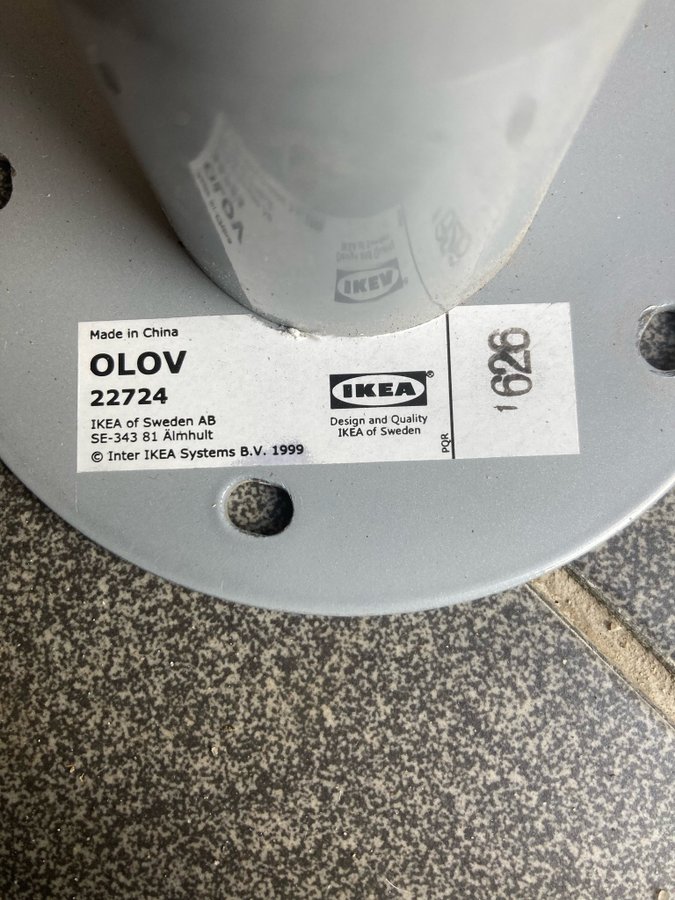 Made in China
OLOV
22724
IKEA of Sweden AB
SE-343 81 Älmhult
© Inter IKEA Systems B.V. 1999
IKEA®
Design and Quality
IKEA of Sweden
PQR
1626